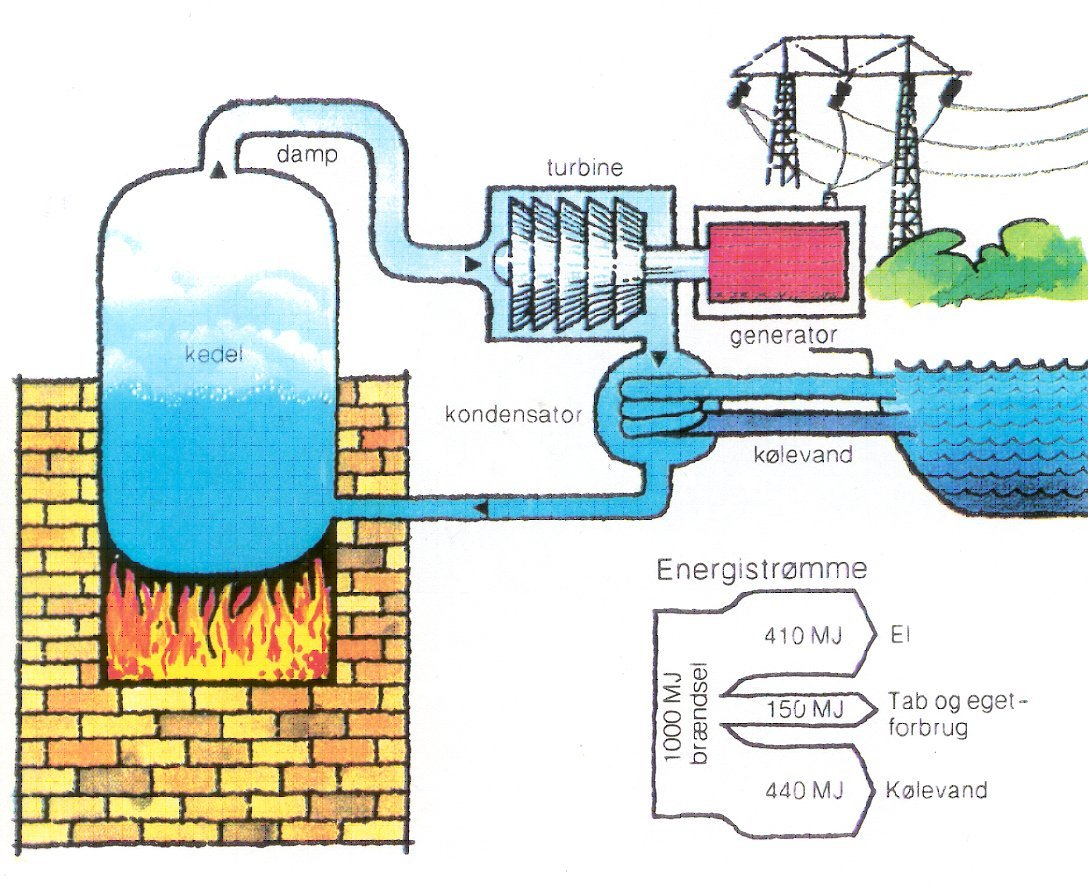 damp
turbine
kedel
generator
kondensator
kølevand
Energistrømme
1000 MJ
brændsel
410 MJ
El
150 MJ
Tab og eget-
forbrug
440 MJ
Kølevand